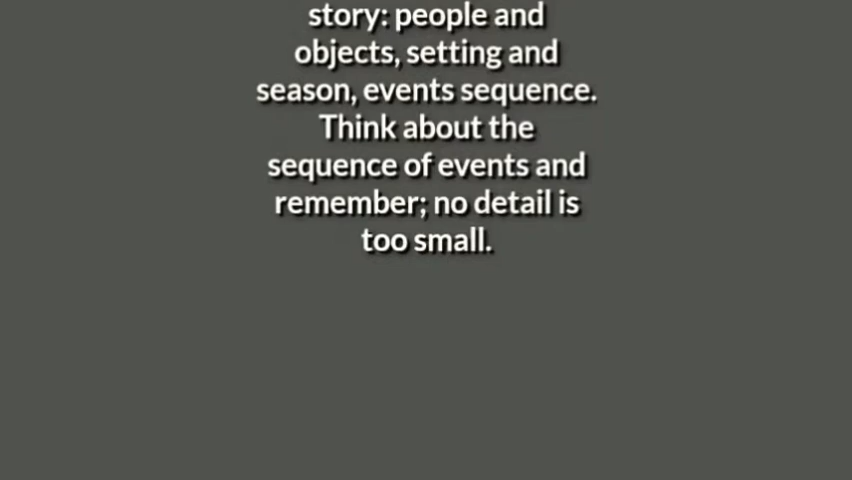 story: people and
objects, setting and
season, events sequence.
Think about the
sequence of events and
remember; no detail is
too small.